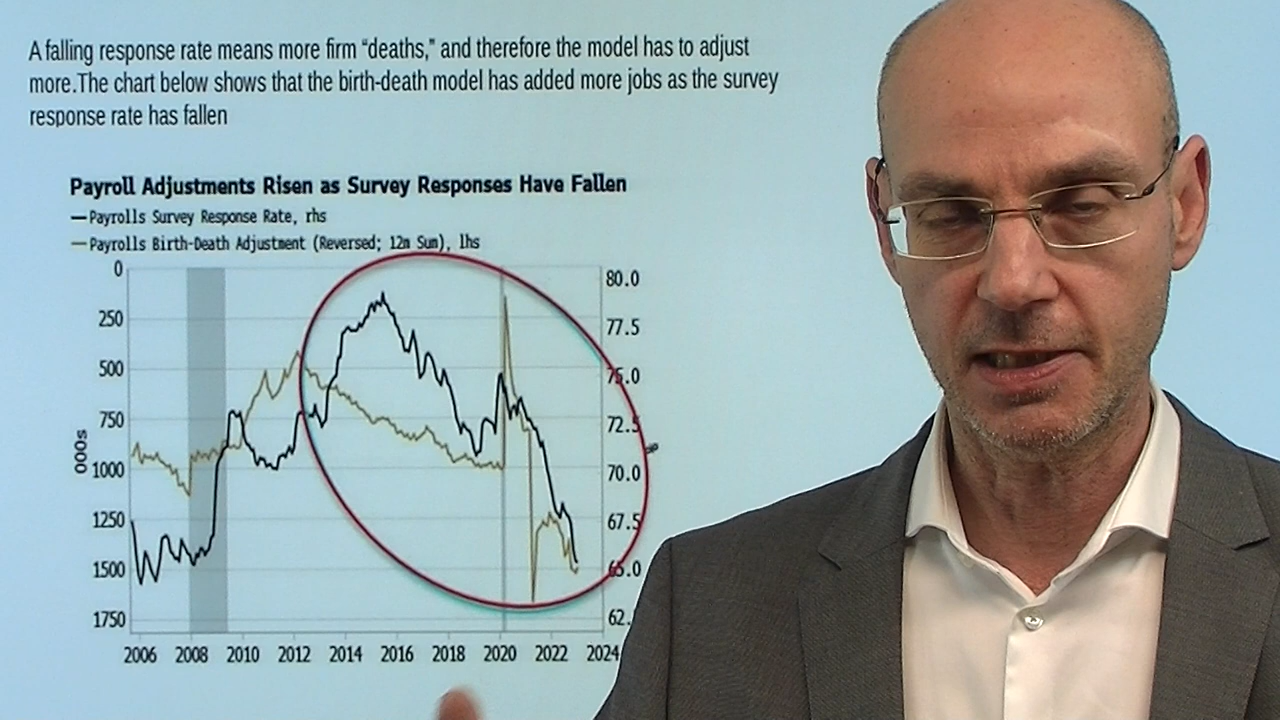 A falling response rate means more firm “deaths,” and therefore the model has to adjust
more.The chart below shows that the birth-death model has added more jobs as the survey
response rate has fallen
Payroll Adjustments Risen as Survey Responses Have Fallen
Payrolls Survey Response Rate, rhs
Payrolls Birth-Death Adjustment (Reversed; 12m Sum), lhs
0
250
500
750
1000
1250
1500
1750
000s
80.0
77.5
75.0
72.5
70.0
67.5
65.0
62.
%
2006 2008 2010 2012 2014 2016 2018 2020 2022 2024